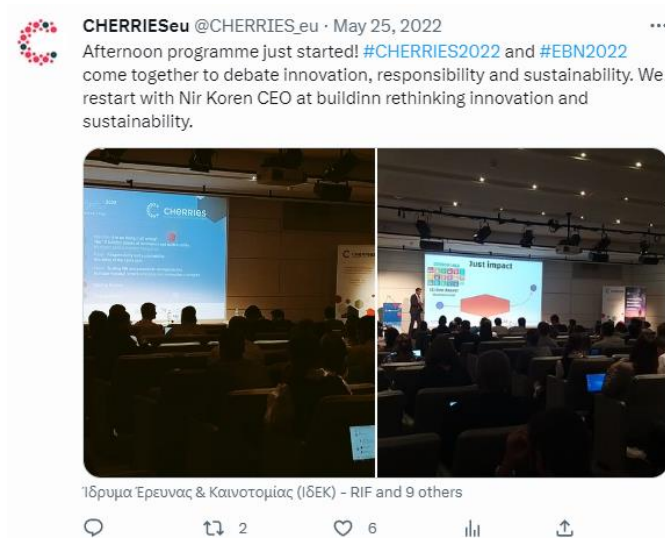 CHERRIESeu @CHERRIES_eu · May 25, 2022
Afternoon programme just started! #CHERRIES2022 and #EBN2022
come together to debate innovation, responsibility and sustainability. We
restart with Nir Koren CEO at buildinn rethinking innovation and
sustainability.
CHERRIES
Just impact
Ίδρυμα Έρευνας & Καινοτομίας (ΙδΕΚ) – RIF and 9 others
2
6